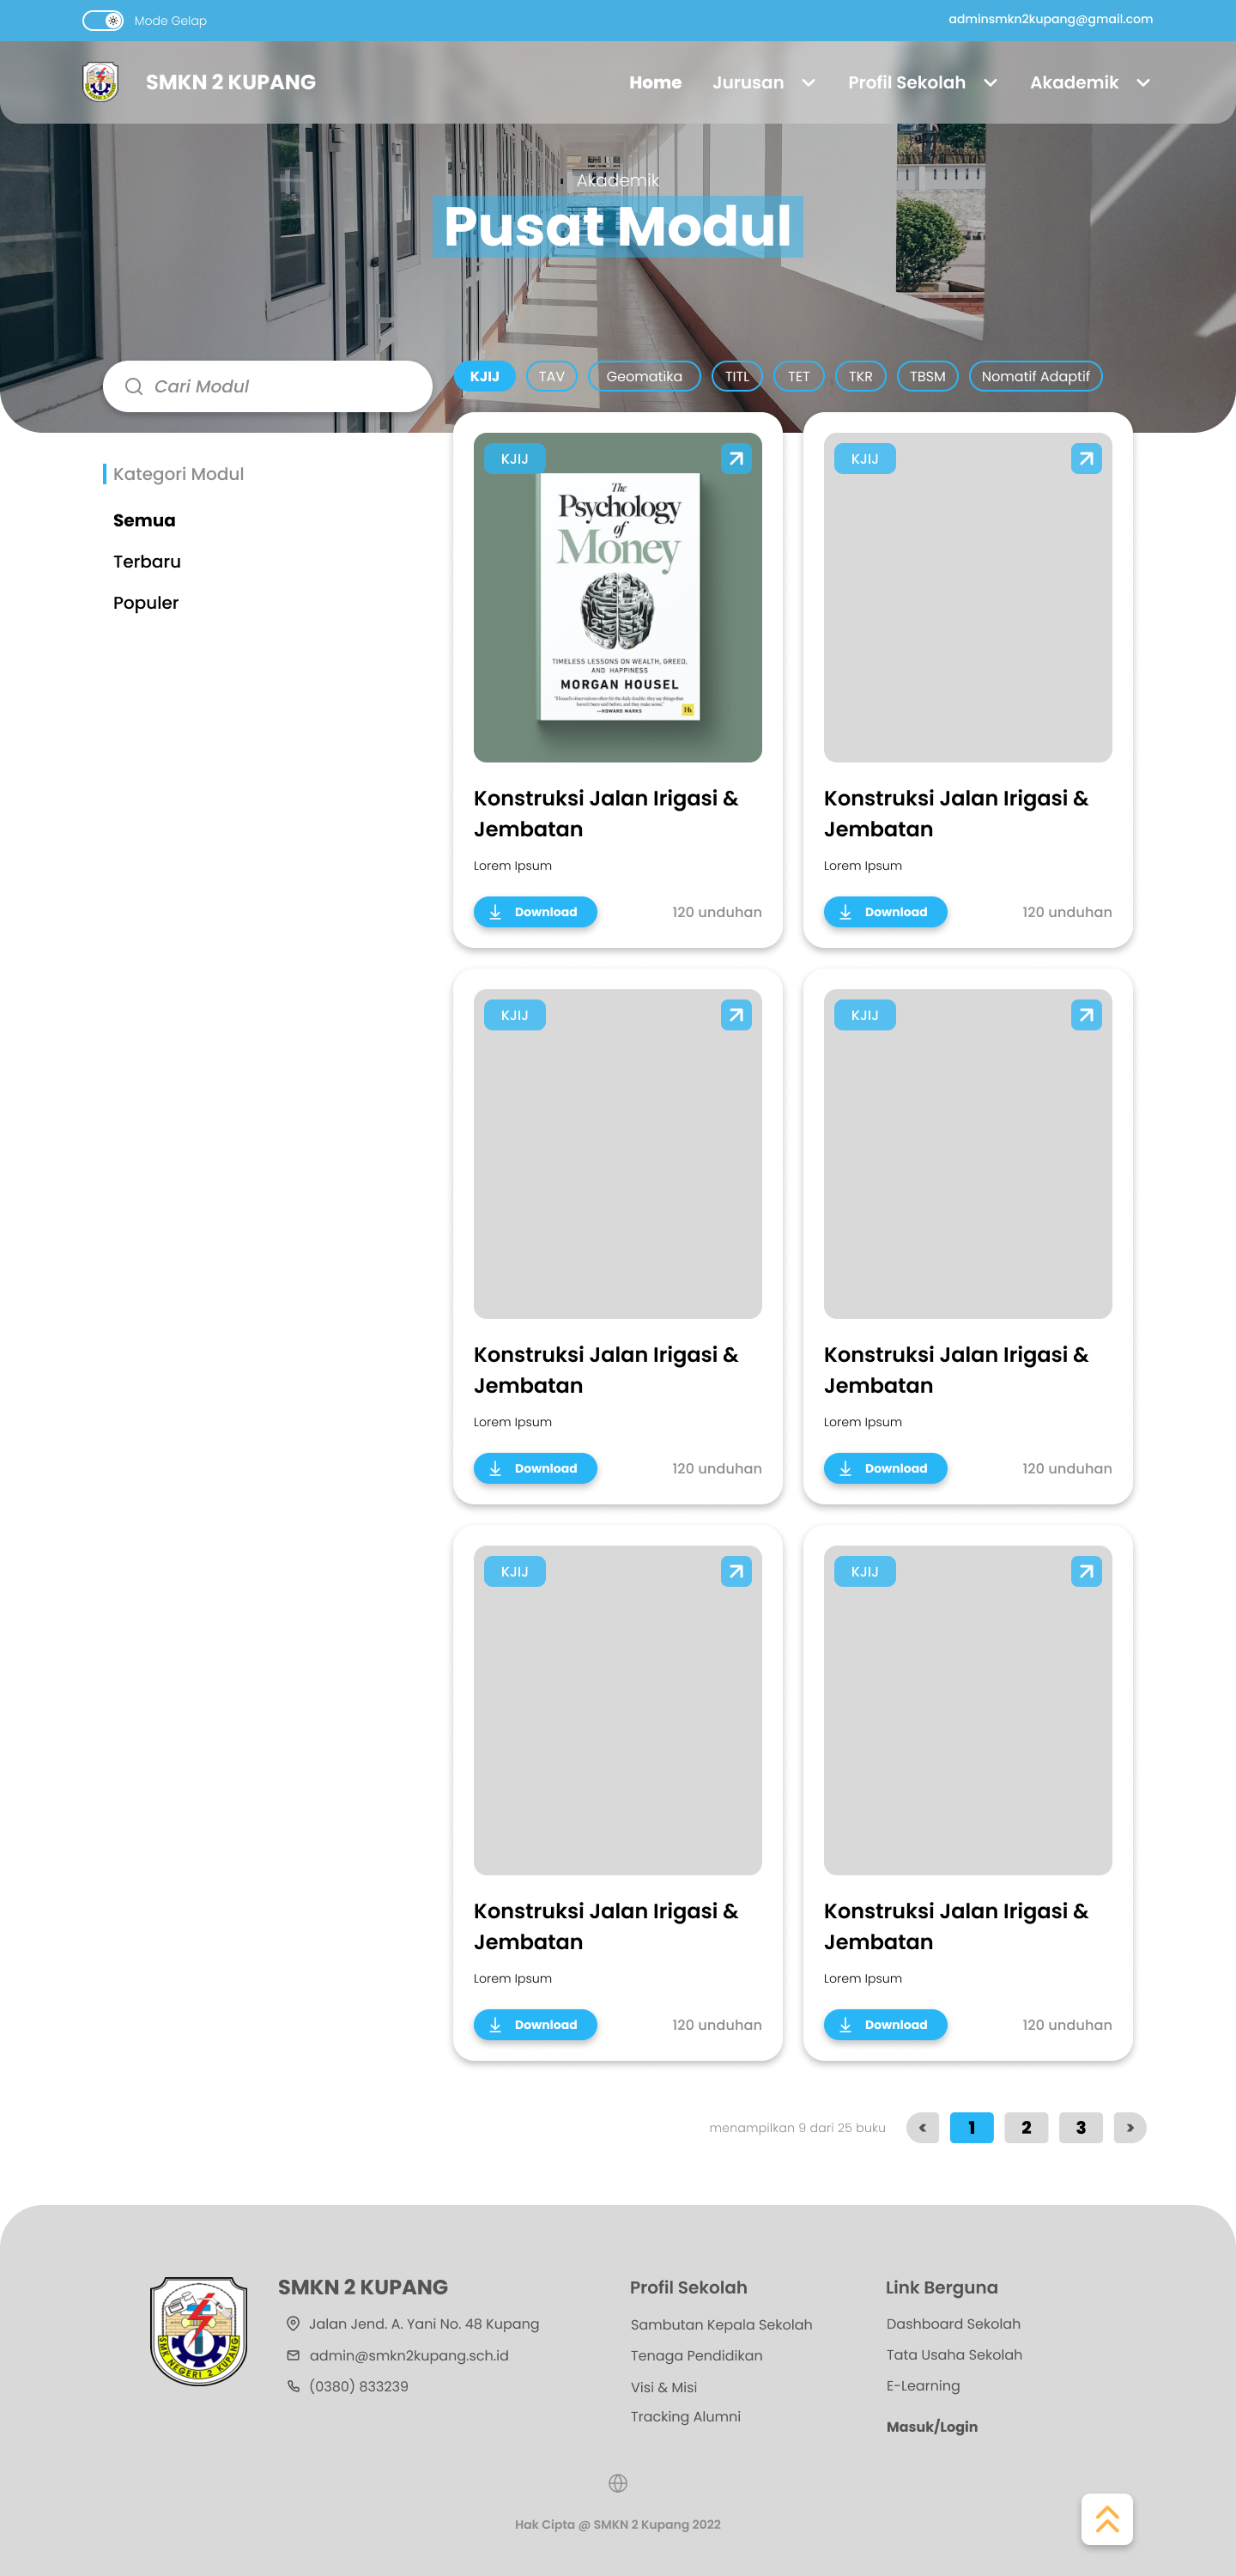 Mode Gelap
adminsmkn2kupang@gmail.com
SMKN 2 KUPANG
Home
Jurusan
Profil Sekolah
Akademik
Akademik
Pusat Modul
Cari Modul
KJIJ
TAV
Geomatika
TITL
TET
TKR
TBSM
Nomatif Adaptif
Kategori Modul
Semua
Terbaru
Populer
KJIJ
The
Psychology
of
Money
TIMELESS LESSONS ON WEALTH, GREED,
AND HAPPINESS
MORGAN HOUSEL
—HOWARD MARKS
Konstruksi Jalan Irigasi &
Jembatan
Lorem Ipsum
Download
120 unduhan
KJIJ
Konstruksi Jalan Irigasi &
Jembatan
Lorem Ipsum
Download
120 unduhan
KJIJ
Konstruksi Jalan Irigasi &
Jembatan
Lorem Ipsum
Download
120 unduhan
KJIJ
Konstruksi Jalan Irigasi &
Jembatan
Lorem Ipsum
Download
120 unduhan
KJIJ
Konstruksi Jalan Irigasi &
Jembatan
Lorem Ipsum
Download
120 unduhan
KJIJ
Konstruksi Jalan Irigasi &
Jembatan
Lorem Ipsum
Download
120 unduhan
menampilkan 9 dari 25 buku
< 1 2 3 >
SMK NEGERI 2 KUPANG
SMKN 2 KUPANG
Jalan Jend. A. Yani No. 48 Kupang
admin@smkn2kupang.sch.id
(0380) 833239
Profil Sekolah
Sambutan Kepala Sekolah
Tenaga Pendidikan
Visi & Misi
Tracking Alumni
Link Berguna
Dashboard Sekolah
Tata Usaha Sekolah
E-Learning
Masuk/Login
Hak Cipta @ SMKN 2 Kupang 2022